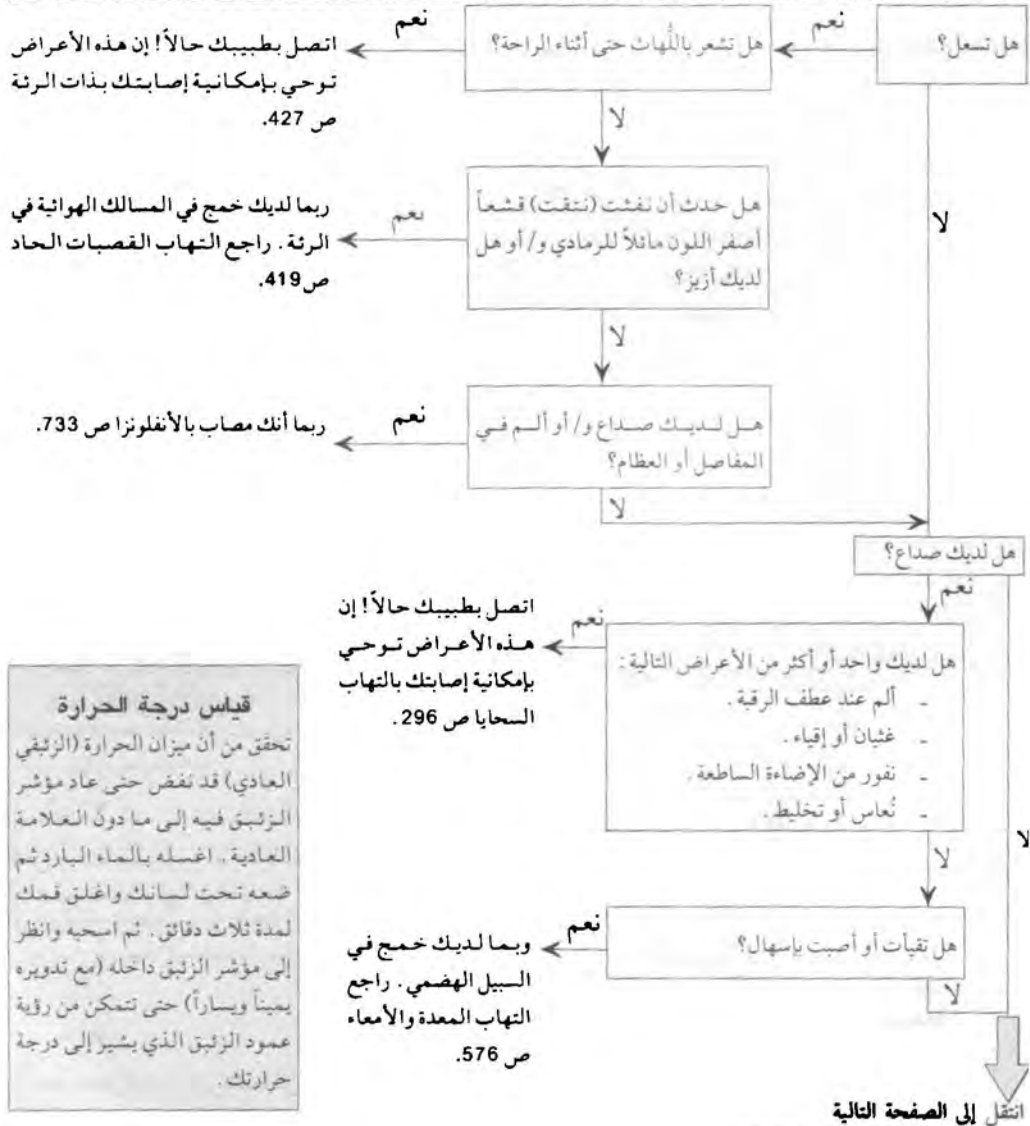 هل تسعل؟
نعم
هل تشعر باللُّهاث حتى أثناء الراحة؟
نعم
اتصل بطبيبك حالاً! إن هذه الأعراض
توحي بإمكانية إصابتك بذات الرئة
ص 427.
لا
لا
هل حدث أن نفثت (نتقت) قشعاً
أصفر اللون مائلاً للرمادي و/ أو هل
لديك أزيز؟
نعم
ربما لديك خمج في المسالك الهوائية في
الرئة. راجع التهاب القصبات الحاد
ص 419.
لا
هل لديك صداع و/ أو ألم في
المفاصل أو العظام؟
نعم
ربما أنك مصاب بالأنفلونزا ص 733.
لا
هل لديك صداع؟
نعم
لا
هل لديك واحد أو أكثر من الأعراض التالية:
- ألم عند عطف الرقبة.
- غثيان أو إقياء.
- نفور من الإضاءة الساطعة.
- نُعاس أو تخليط.
نعم
اتصل بطبيبك حالاً! إن
هذه الأعراض توحي
بإمكانية إصابتك بالتهاب
السحايا ص 296.
لا
هل تقيأت أو أصبت بإسهال؟
نعم
وبما لديك خمج في
السبيل الهضمي. راجع
التهاب المعدة والأمعاء
ص 576.
لا
انتقل إلى الصفحة التالية
قياس درجة الحرارة
تحقق من أن ميزان الحرارة (الزئبقي
العادي) قد نفض حتى عاد مؤشر
الزئبق فيه إلى ما دون العلامة
العادية. اغسله بالماء البارد ثم
ضعه تحت لسانك واغلق فمك
لمدة ثلاث دقائق. ثم اسحبه وانظر
إلى مؤشر الزئبق داخله (مع تدويره
يميناً ويساراً) حتى تتمكن من رؤية
عمود الزئبق الذي يشير إلى درجة
حرارتك.